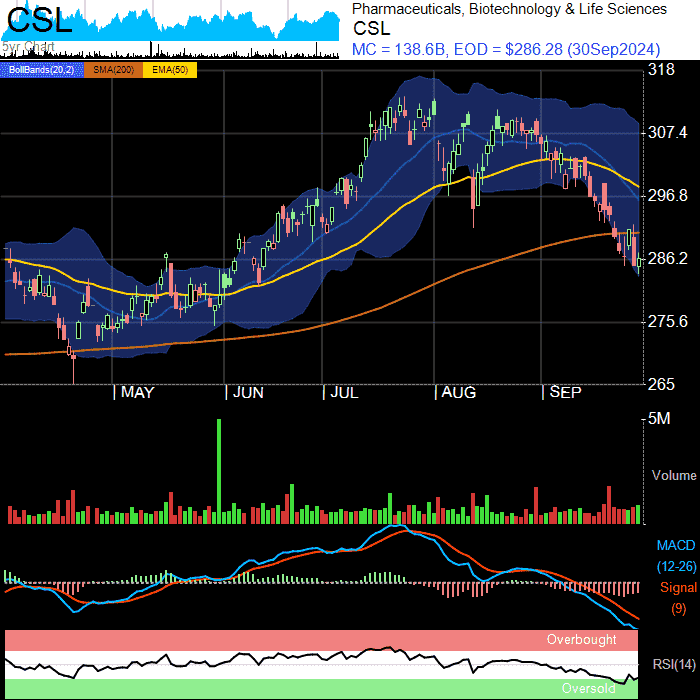 CSL
5yr Chart
Pharmaceuticals, Biotechnology & Life Sciences
CSL
MC = 138.6B, EOD = $286.28 (30Sep2024)
BollBands(20,2) SMA(200) EMA(50)
318
307.4
296.8
286.2
275.6
265
MAY JUN JUL AUG SEP
5M
Volume
MACD
(12-26)
Signal
(9)
Overbought
RSI(14)
Oversold